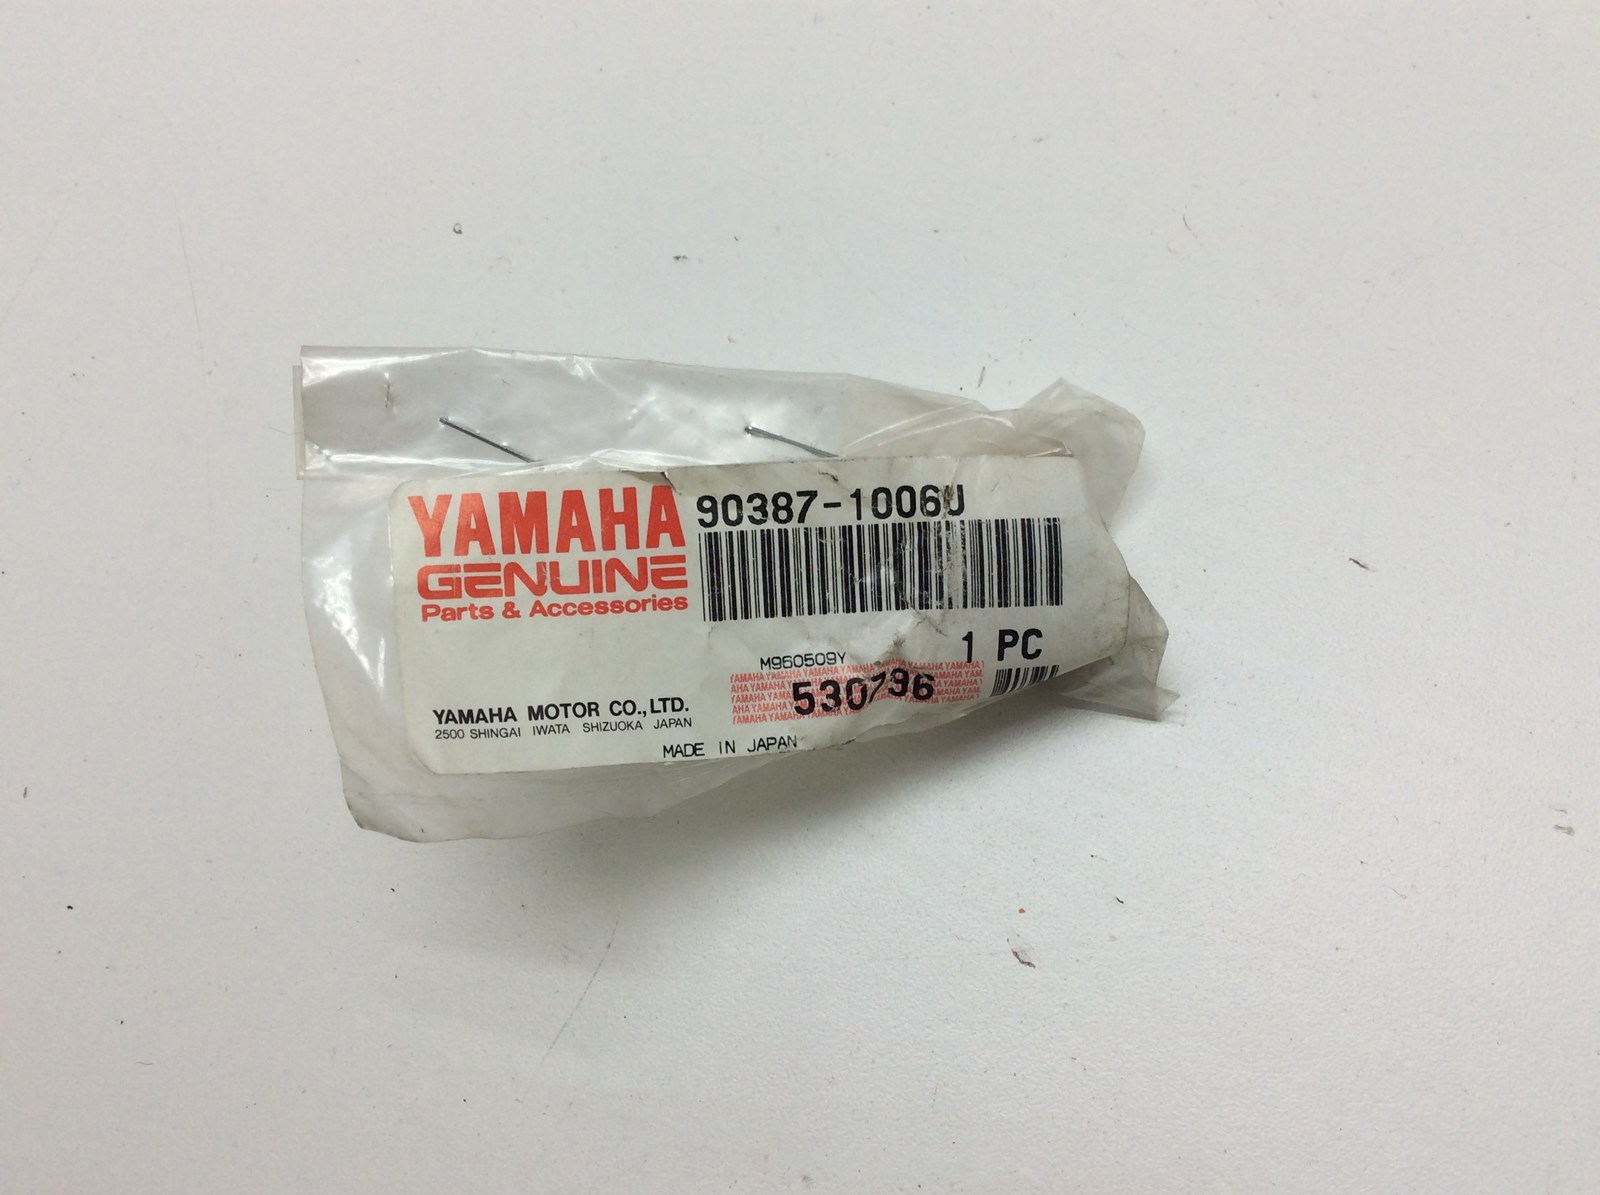 YAMAHA
GENUINE
Parts & Accessories
90387-1006U
1 PC
M960509Y
530796
YAMAHA MOTOR CO., LTD.
2500 SHINGAI IWATA SHIZUOKA JAPAN
MADE IN JAPAN